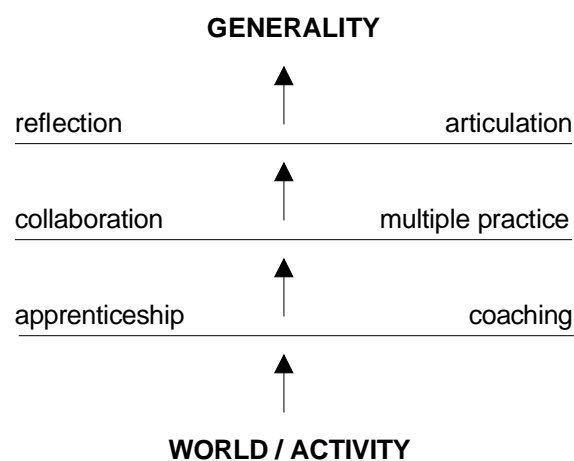 GENERALITY
reflection articulation
collaboration multiple practice
apprenticeship coaching
WORLD / ACTIVITY